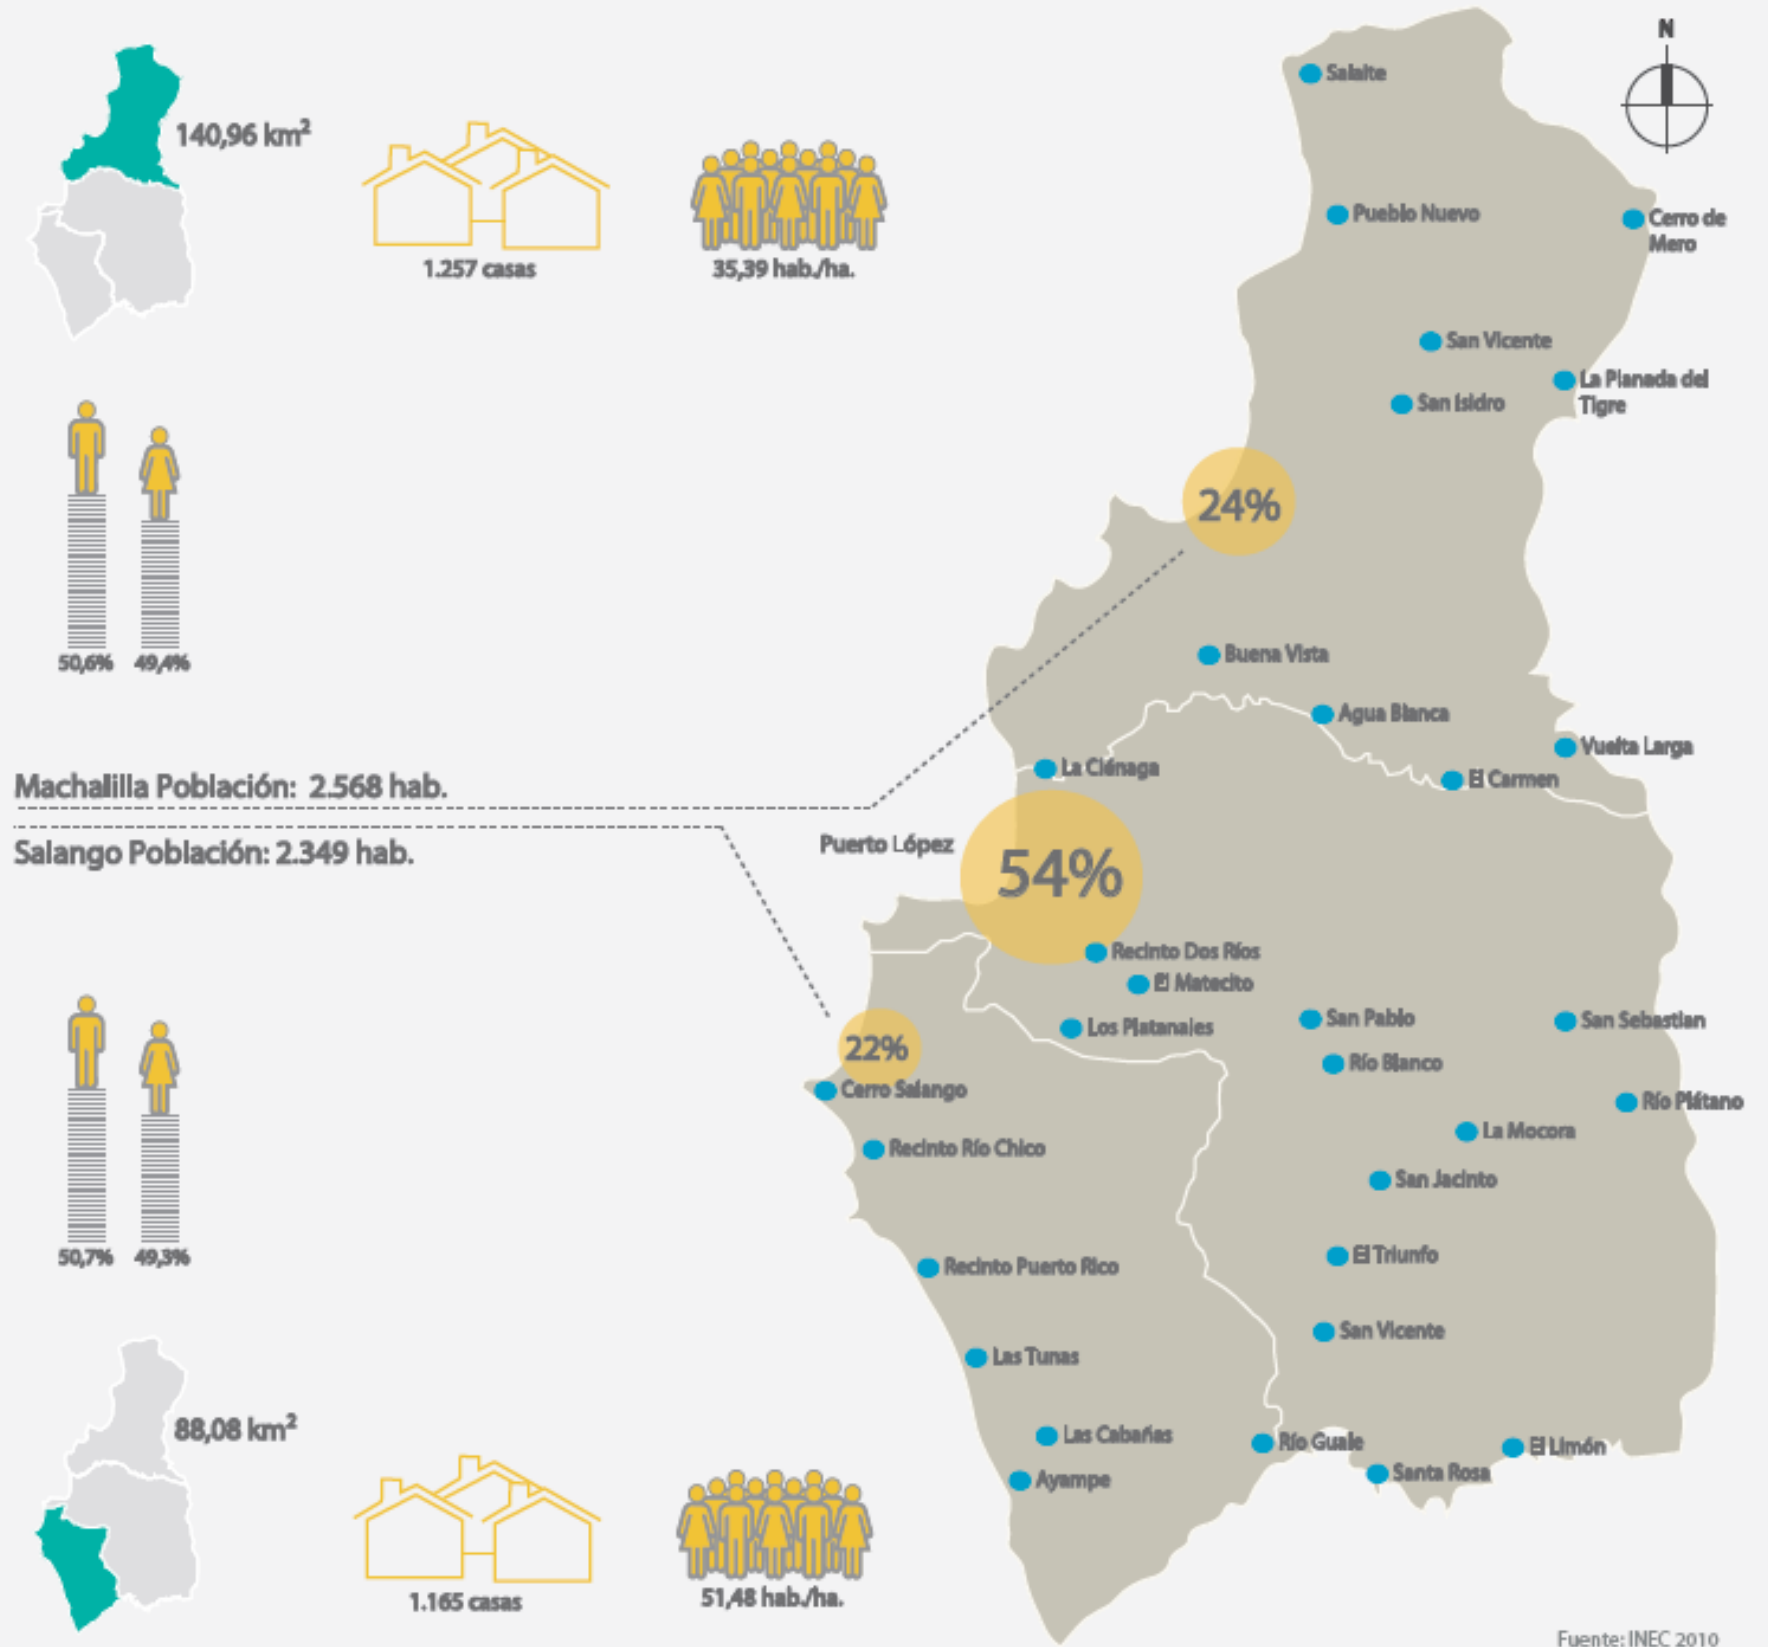 N
140,96 km²
1.257 casas
35,39 hab./ha.
50,6%
49,4%
Machalilla Población: 2.568 hab.
Salango Población: 2.349 hab.
50,7%
49,3%
88,08 km²
1.165 casas
51,48 hab./ha.
Salaite
Pueblo Nuevo
Cerro de
Mero
San Vicente
La Planada del
Tigre
San Isidro
24%
Buena Vista
Agua Blanca
Vuelta Larga
La Ciénaga
El Carmen
Puerto López
54%
Recinto Dos Ríos
El Matecito
Los Platanales
San Pablo
San Sebastian
22%
Río Blanco
Cerro Salango
Río Plátano
La Mocora
Recinto Río Chico
San Jacinto
El Triunfo
Recinto Puerto Rico
San Vicente
Las Tunas
Las Cabañas
Río Guale
El Limón
Santa Rosa
Ayampe
Fuente: INEC 2010